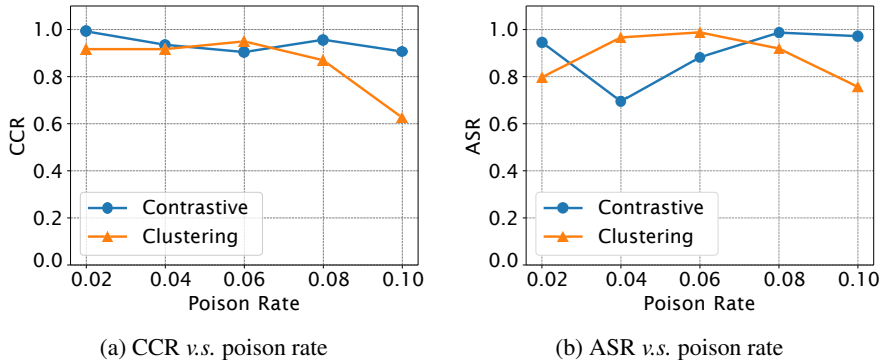 1.0
0.8
0.6
0.4
0.2
0.0
CCR
Contrastive
Clustering
0.02 0.04 0.06 0.08 0.10
Poison Rate
(a) CCR v.s. poison rate
1.0
0.8
0.6
0.4
0.2
0.0
ASR
Contrastive
Clustering
0.02 0.04 0.06 0.08 0.10
Poison Rate
(b) ASR v.s. poison rate